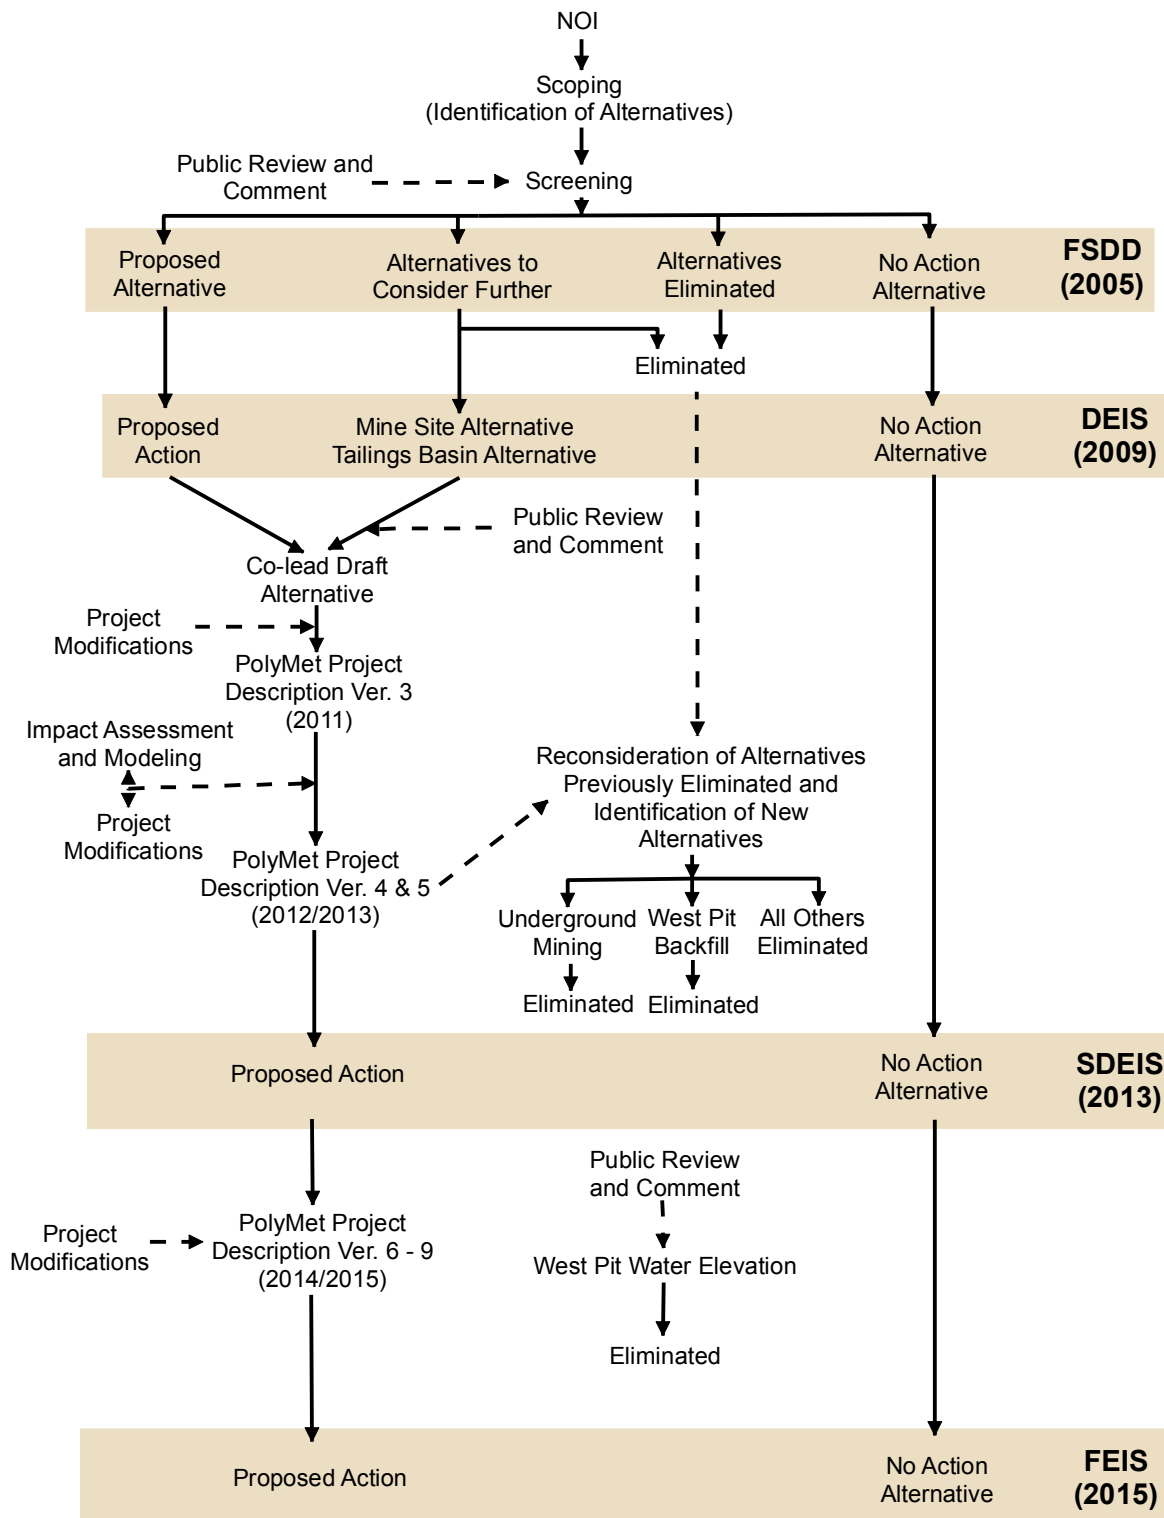 NOI
Scoping
(Identification of Alternatives)
Public Review and
Comment
Screening
Proposed
Alternative
Alternatives to
Consider Further
Alternatives
Eliminated
No Action
Alternative
FSDD
(2005)
Eliminated
Proposed
Action
Mine Site Alternative
Tailings Basin Alternative
No Action
Alternative
DEIS
(2009)
Public Review
and Comment
Co-lead Draft
Alternative
Project
Modifications
PolyMet Project
Description Ver. 3
(2011)
Impact Assessment
and Modeling
Project
Modifications
Reconsideration of Alternatives
Previously Eliminated and
Identification of New
Alternatives
PolyMet Project
Description Ver. 4 & 5
(2012/2013)
Underground
Mining
West Pit
Backfill
All Others
Eliminated
Eliminated
Eliminated
Proposed Action
No Action
Alternative
SDEIS
(2013)
Public Review
and Comment
Project
Modifications
PolyMet Project
Description Ver. 6 - 9
(2014/2015)
West Pit Water Elevation
Eliminated
Proposed Action
No Action
Alternative
FEIS
(2015)